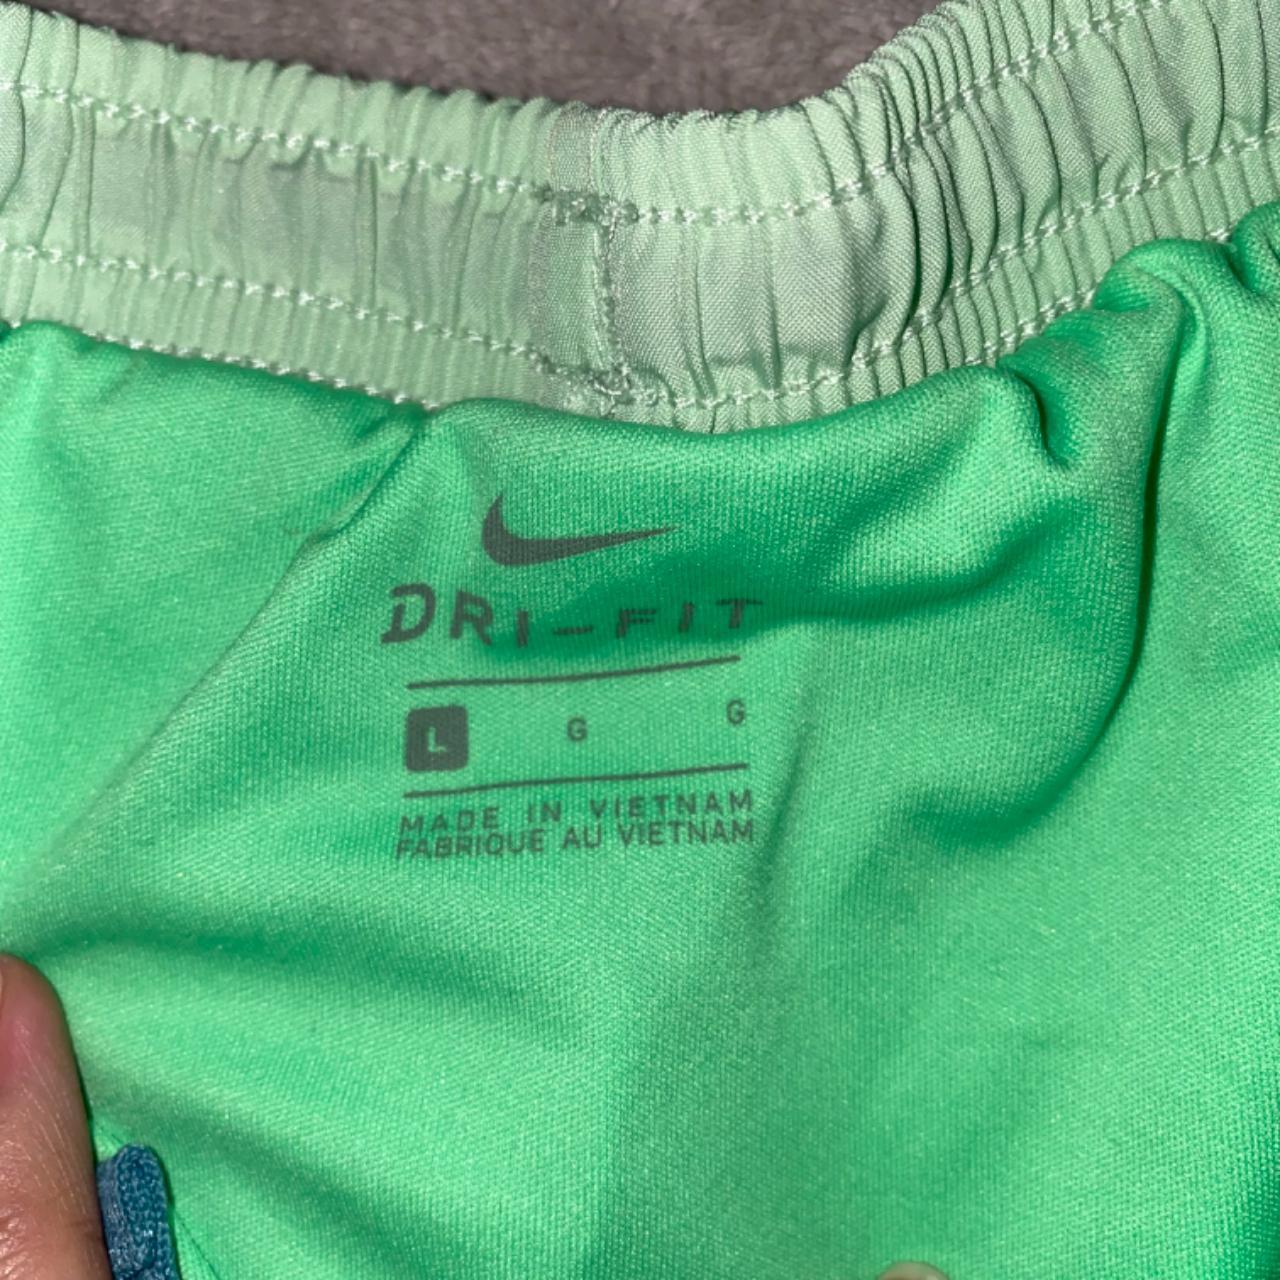 DRI-FIT
L G G
MADE IN VIETNAM
FABRIQUE AU VIETNAM